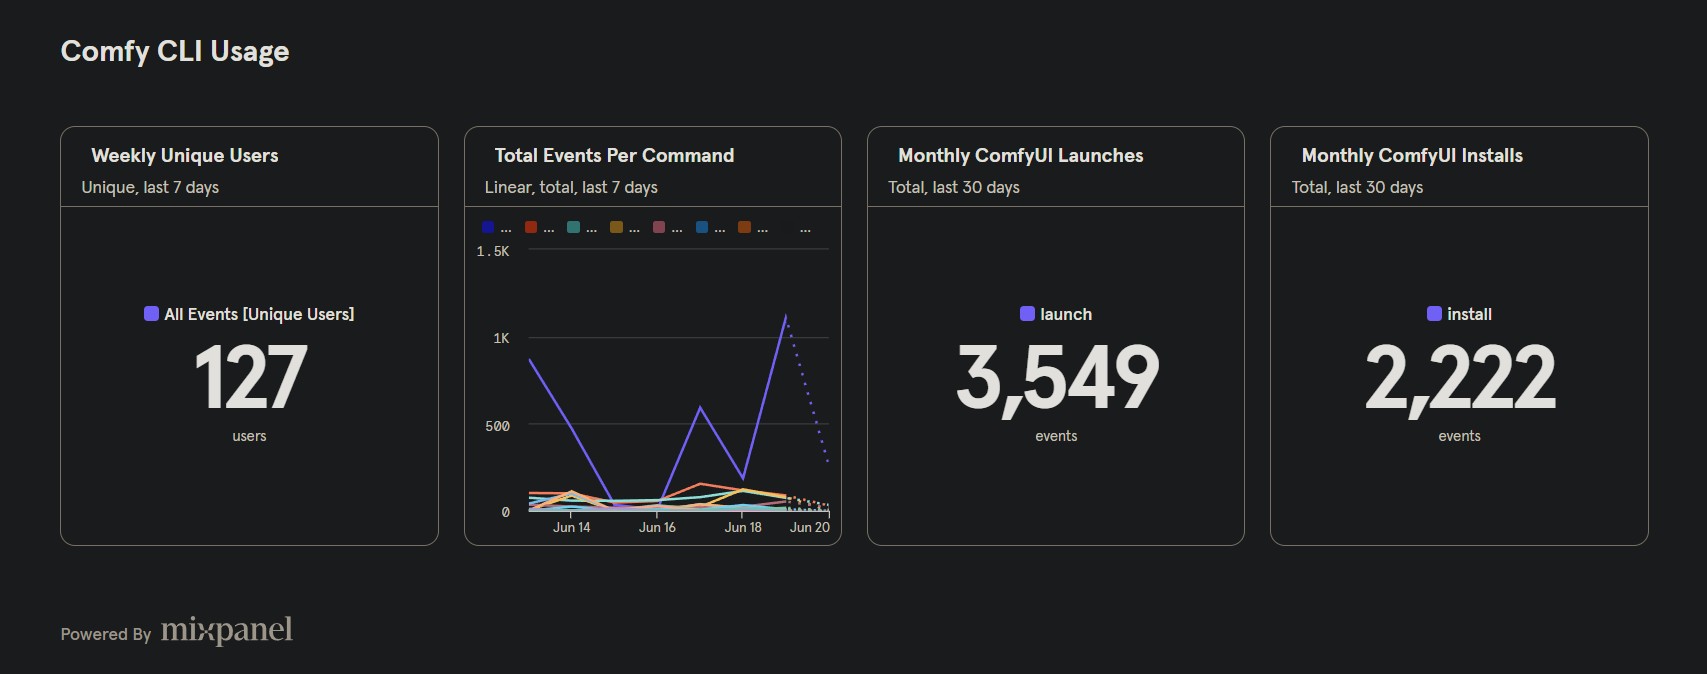 Comfy CLI Usage
Weekly Unique Users
Unique, last 7 days
All Events [Unique Users]
127
users
Total Events Per Command
Linear, total, last 7 days
... ... ... ... ... ... ... ...
1.5K
1K
500
0
Jun 14 Jun 16 Jun 18 Jun 20
Monthly ComfyUI Launches
Total, last 30 days
launch
3,549
events
Monthly ComfyUI Installs
Total, last 30 days
install
2,222
events
Powered By mixpanel